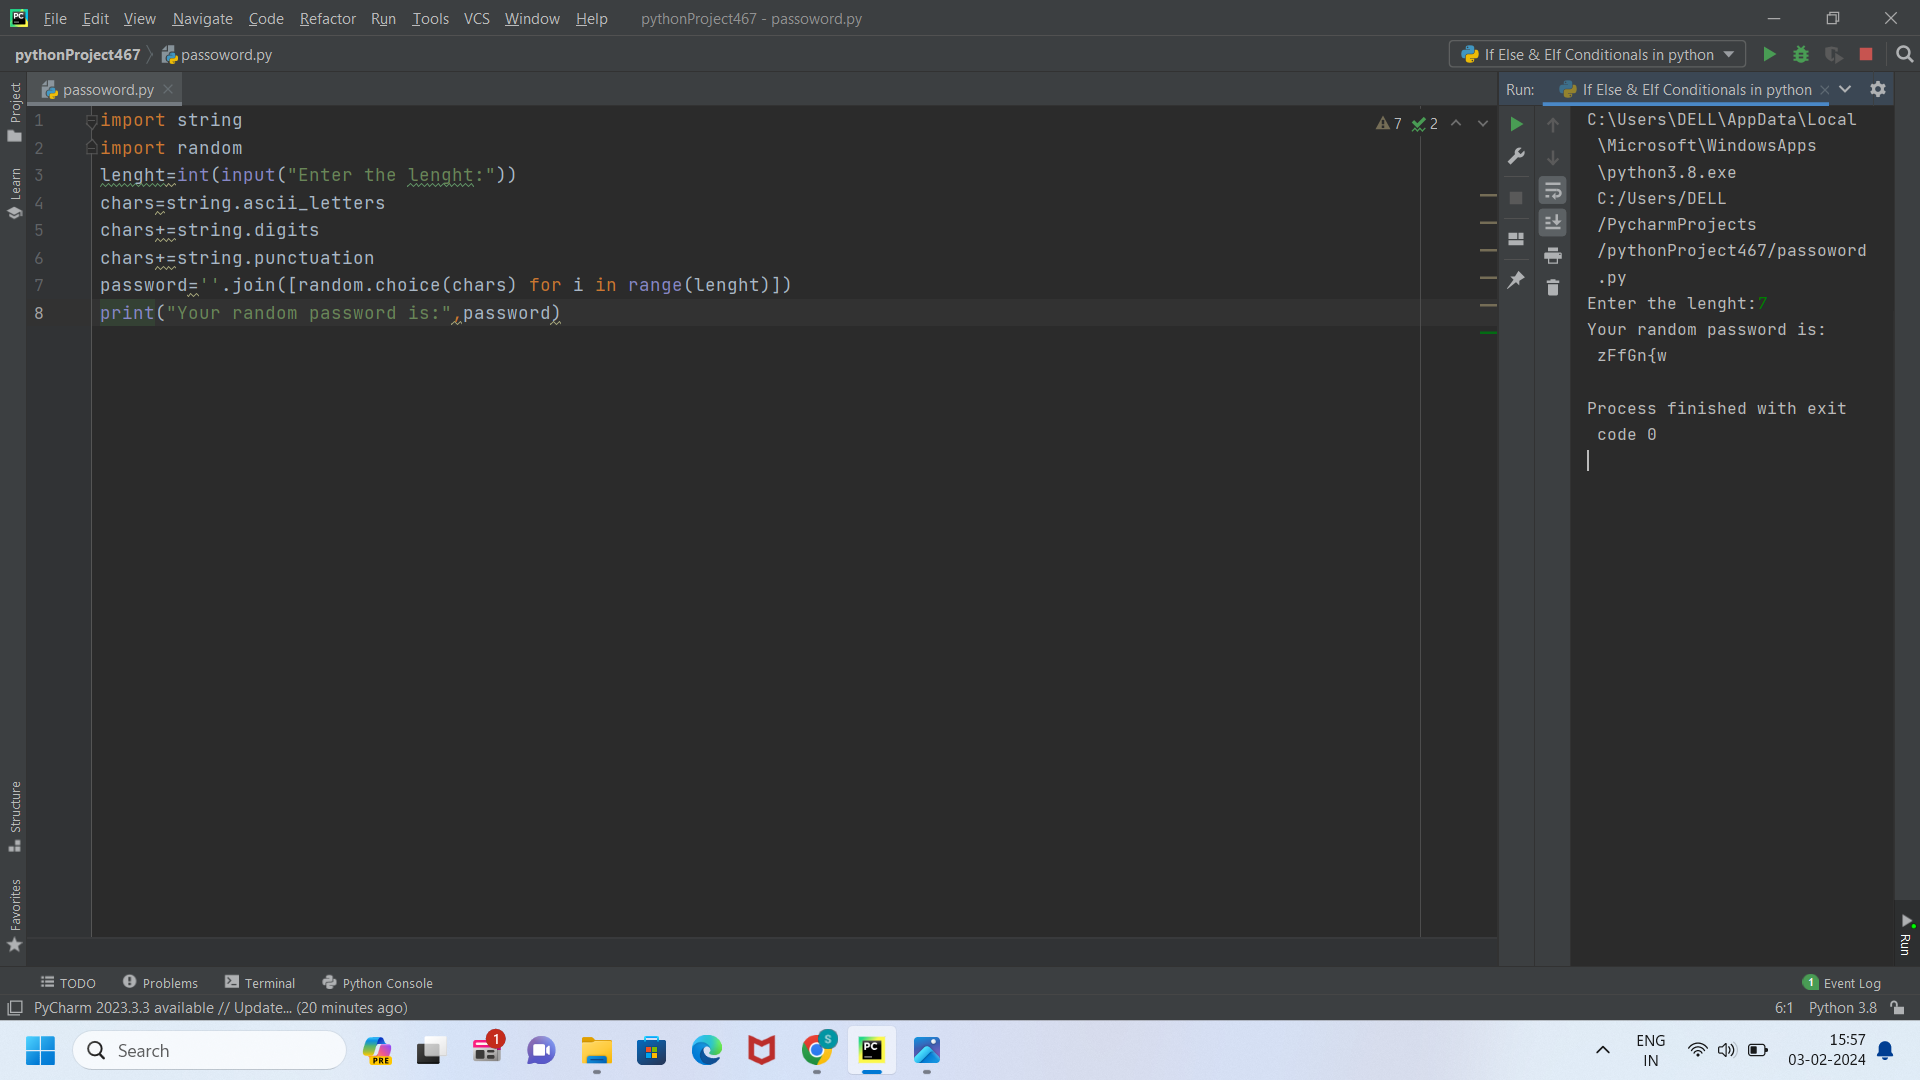 File Edit View Navigate Code Refactor Run Tools VCS Window Help pythonProject467 - passoword.py
pythonProject467 passoword.py If Else & Elf Conditionals in python
passoword.py
Run: If Else & Elf Conditionals in python
Project
Learn
Structure
Favorites
1 import string
2 import random
3 lenght=int(input("Enter the lenght:"))
4 chars=string.ascii_letters
5 chars+=string.digits
6 chars+=string.punctuation
7 password=''.join([random.choice(chars) for i in range(lenght)])
8 print("Your random password is:",password)
7 2
C:\Users\DELL\AppData\Local
\Microsoft\WindowsApps
\python3.8.exe
C:/Users/DELL
/PycharmProjects
/pythonProject467/passoword
.py
Enter the lenght:7
Your random password is:
zFfGn{w
Process finished with exit
code 0
Run
TODO Problems Terminal Python Console 1 Event Log
PyCharm 2023.3.3 available // Update... (20 minutes ago) 6:1 Python 3.8
Search PRE 1 S PC ENG
IN
15:57
03-02-2024